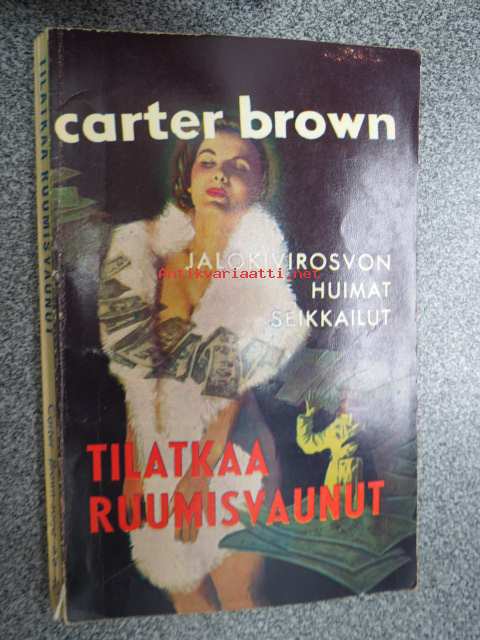 TILATKAA RUUMISVAUNUT
carter brown
JALOKIVIROSVON
HUIMAT
SEIKKAILUT
Antikvariaatti.net
TILATKAA
RUUMISVAUNUT